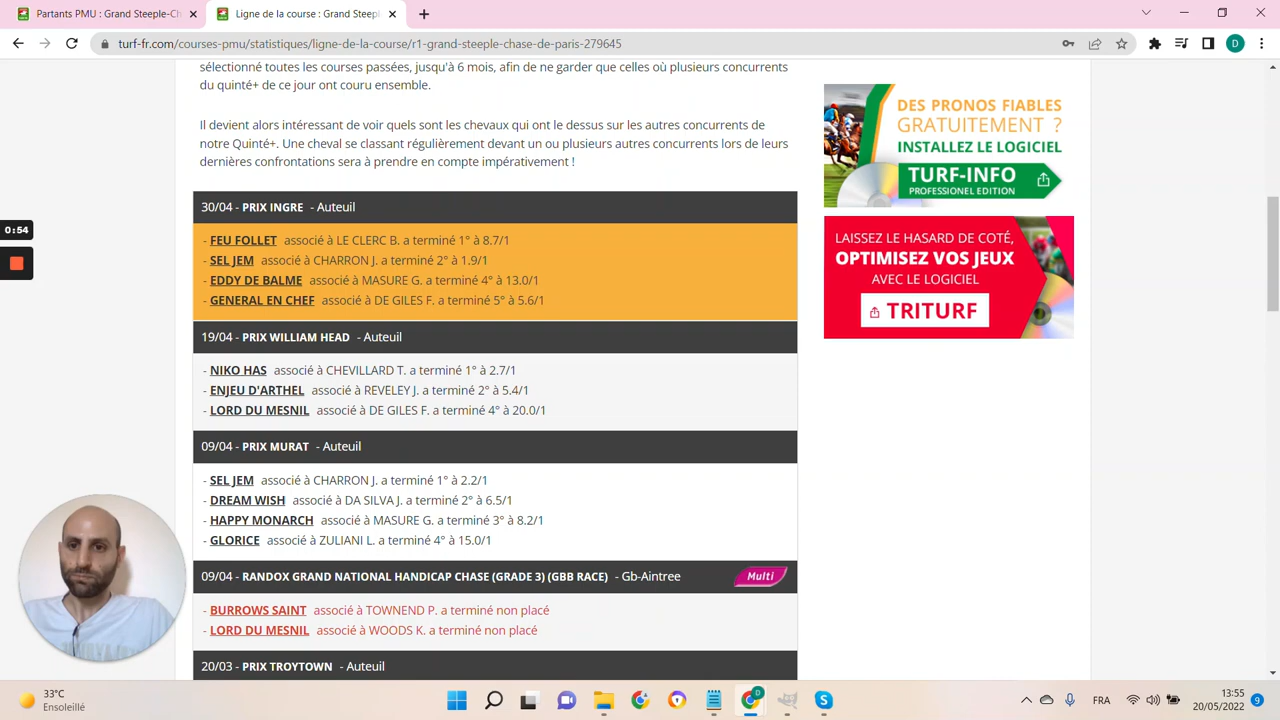 Partants PMU : Grand Steeple-Ch
Ligne de la course : Grand Steep
turf-fr.com/courses-pmu/statistiques/ligne-de-la-course/r1-grand-steeple-chase-de-paris-279645
D
sélectionné toutes les courses passées, jusqu'à 6 mois, afin de ne garder que celles où plusieurs concurrents
du quinté+ de ce jour ont couru ensemble.
Il devient alors intéressant de voir quels sont les chevaux qui ont le dessus sur les autres concurrents de
notre Quinté+. Une cheval se classant régulièrement devant un ou plusieurs autres concurrents lors de leurs
dernières confrontations sera à prendre en compte impérativement !
30/04 - PRIX INGRE - Auteuil
- FEU FOLLET associé à LE CLERC B. a terminé 1° à 8.7/1
- SEL JEM associé à CHARRON J. a terminé 2° à 1.9/1
- EDDY DE BALME associé à MASURE G. a terminé 4° à 13.0/1
- GENERAL EN CHEF associé à DE GILES F. a terminé 5° à 5.6/1
19/04 - PRIX WILLIAM HEAD - Auteuil
- NIKO HAS associé à CHEVILLARD T. a terminé 1° à 2.7/1
- ENJEU D'ARTHEL associé à REVELEY J. a terminé 2° à 5.4/1
- LORD DU MESNIL associé à DE GILES F. a terminé 4° à 20.0/1
09/04 - PRIX MURAT - Auteuil
- SEL JEM associé à CHARRON J. a terminé 1° à 2.2/1
- DREAM WISH associé à DA SILVA J. a terminé 2° à 6.5/1
- HAPPY MONARCH associé à MASURE G. a terminé 3° à 8.2/1
- GLORICE associé à ZULIANI L. a terminé 4° à 15.0/1
09/04 - RANDOX GRAND NATIONAL HANDICAP CHASE (GRADE 3) (GBB RACE) - Gb-Aintree
Multi
- BURROWS SAINT associé à TOWNEND P. a terminé non placé
- LORD DU MESNIL associé à WOODS K. a terminé non placé
20/03 - PRIX TROYTOWN - Auteuil
DES PRONOS FIABLES
GRATUITEMENT ?
INSTALLEZ LE LOGICIEL
TURF-INFO
PROFESSIONEL EDITION
LAISSEZ LE HASARD DE COTÉ,
OPTIMISEZ VOS JEUX
AVEC LE LOGICIEL
TRITURF
0:54
33°C
Ensoleillé
D
FRA
13:55
20/05/2022
9